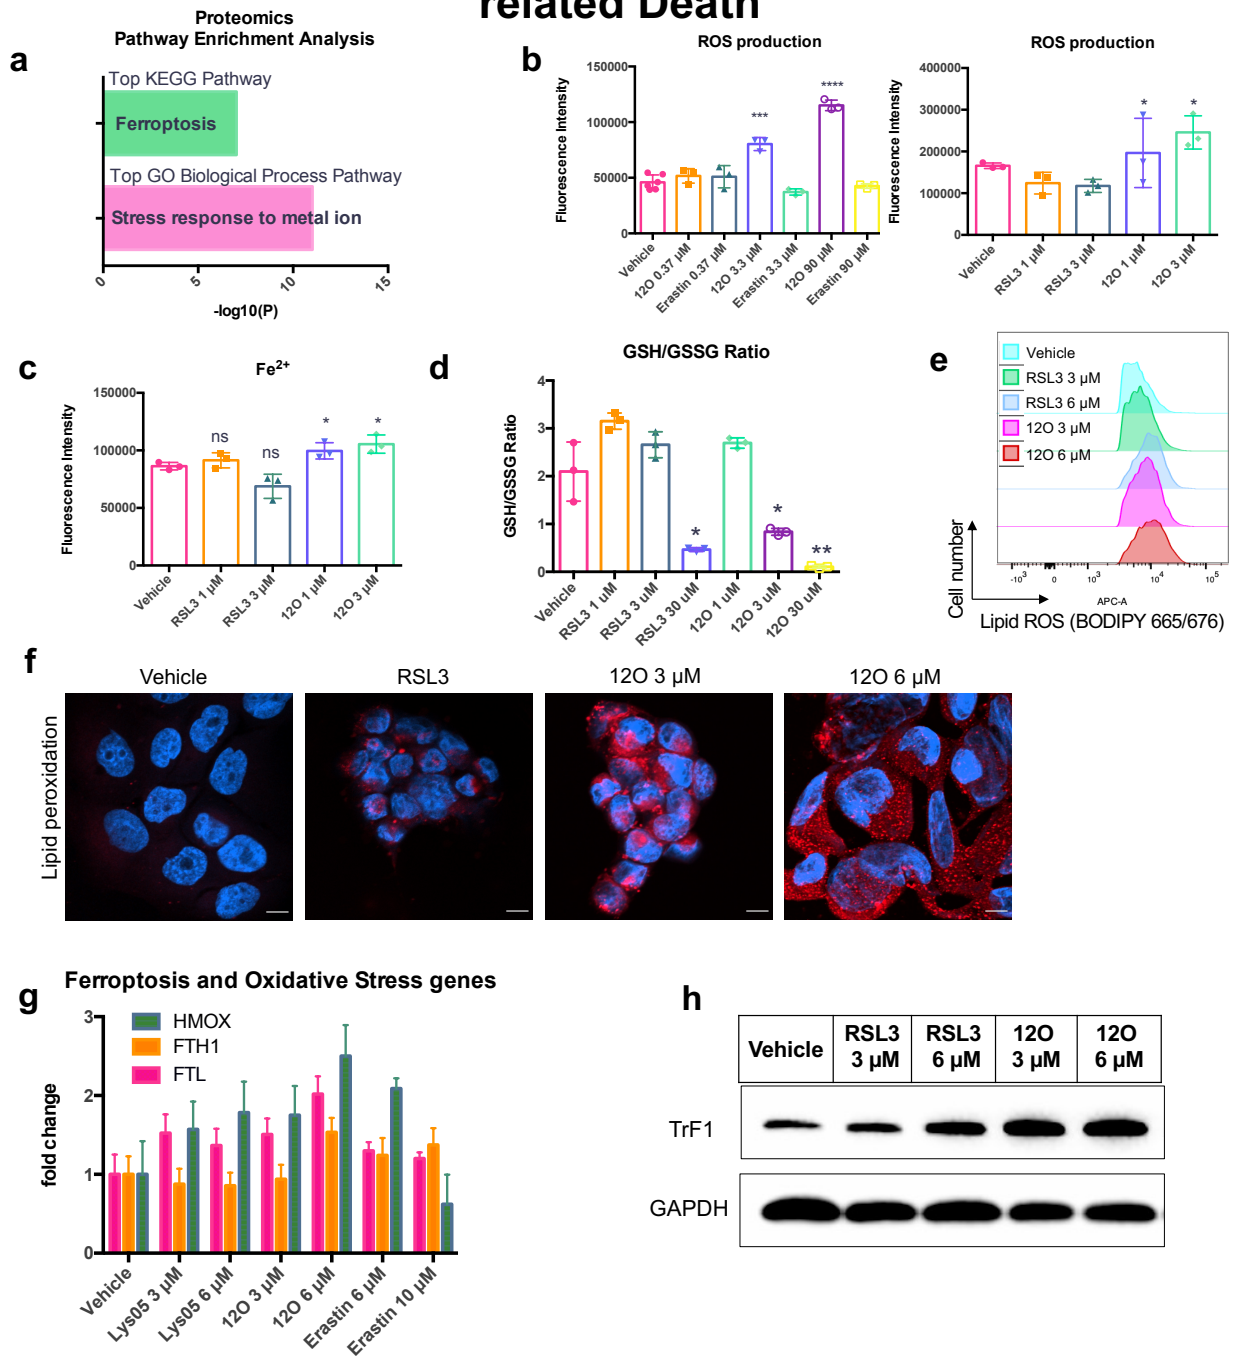 related Death
a
Proteomics
Pathway Enrichment Analysis
Top KEGG Pathway
Ferroptosis
Top GO Biological Process Pathway
Stress response to metal ion
0 5 10 15
-log10(P)
b
ROS production
Fluorescence Intensity
150000
100000
50000
0
*** ****
Vehicle
12O 0.37 µM
Erastin 0.37 µM
12O 3.3 µM
Erastin 3.3 µM
12O 90 µM
Erastin 90 µM
ROS production
Fluorescence Intensity
400000
300000
200000
100000
0
* *
Vehicle
RSL3 1 µM
RSL3 3 µM
12O 1 µM
12O 3 µM
c
Fe2+
Fluorescence Intensity
150000
100000
50000
0
ns ns * *
Vehicle
RSL3 1 µM
RSL3 3 µM
12O 1 µM
12O 3 µM
d
GSH/GSSG Ratio
GSH/GSSG Ratio
4
3
2
1
0
* * **
Vehicle
RSL3 1 uM
RSL3 3 uM
RSL3 30 uM
12O 1 uM
12O 3 uM
12O 30 uM
e
Vehicle
RSL3 3 µM
RSL3 6 µM
12O 3 µM
12O 6 µM
Cell number
-10^3 0 10^3 10^4 10^5
APC-A
Lipid ROS (BODIPY 665/676)
f
Vehicle RSL3 12O 3 µM 12O 6 µM
Lipid peroxidation
g
Ferroptosis and Oxidative Stress genes
HMOX
FTH1
FTL
fold change
3
2
1
0
Vehicle
Lys05 3 µM
Lys05 6 µM
12O 3 µM
12O 6 µM
Erastin 6 µM
Erastin 10 µM
h
Vehicle RSL3 3 µM RSL3 6 µM 12O 3 µM 12O 6 µM
TrF1
GAPDH